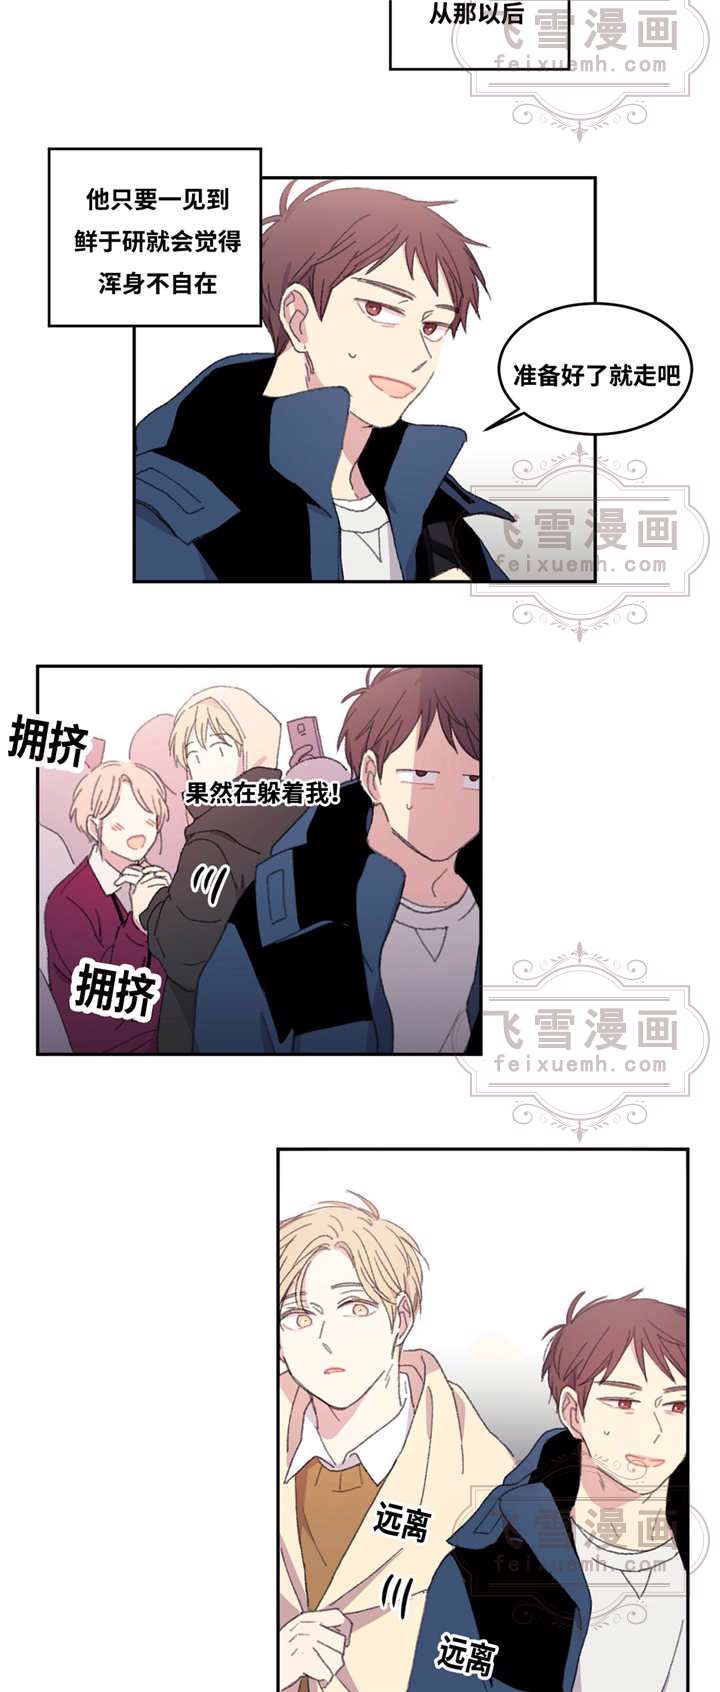 从那以后
飞雪漫画
feixuemh.com
他只要一见到
鲜于研就会觉得
浑身不自在
准备好了就走吧
飞雪漫画
feixuemh.com
拥挤
果然在躲着我！
拥挤
飞雪漫画
feixuemh.com
远离
飞雪漫画
feixuemh.com
远离